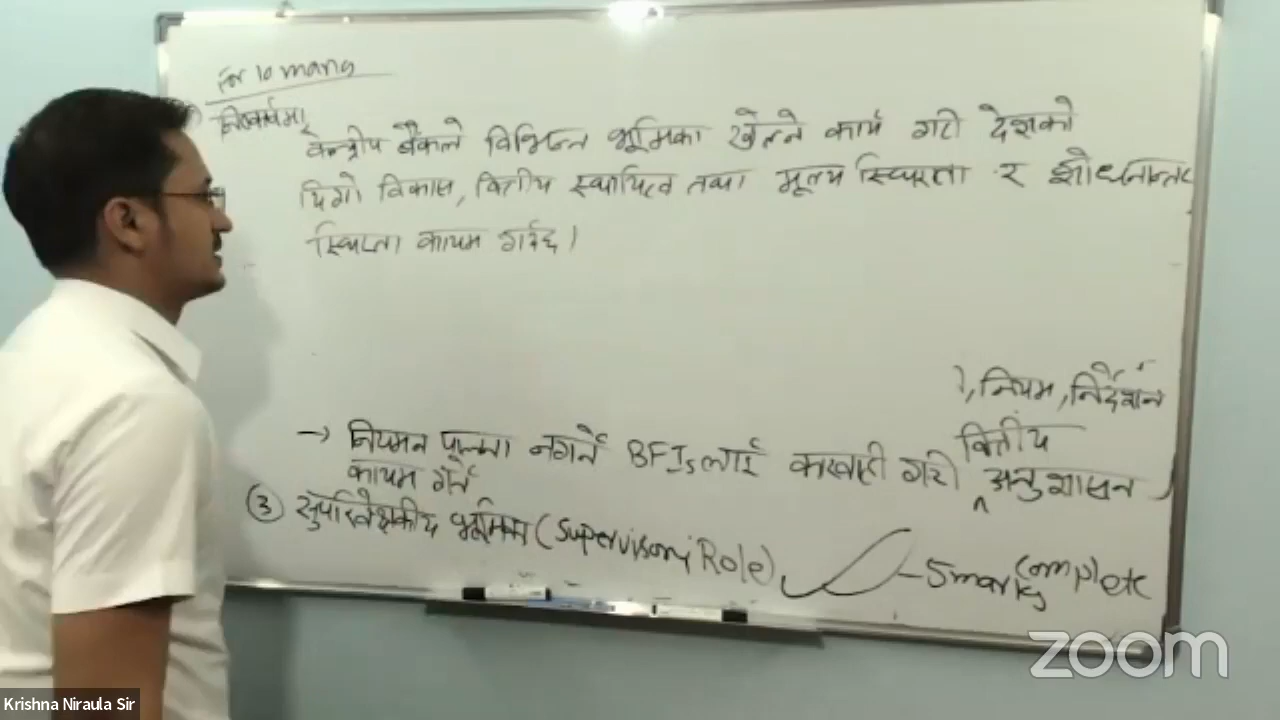 For 10 marks
निष्कर्षमा,
केन्द्रीय बैंकले विभिन्न भूमिका खेल्ने कार्य गरी देशको
दिगो विकास, वित्तीय स्थायित्व तथा मूल्य स्थिरता र शोधनान्तर
स्थिरता कायम गर्दछ।
, नियम, निर्देशन
→ नियमन पालना नगर्ने BFIs लाई कारवाही गरी वित्तीय अनुशासन
कायम गर्ने
③ सुपरिवेक्षकीय भूमिका (Supervisory Role)
- 5 marks complete
zoom
Krishna Niraula Sir